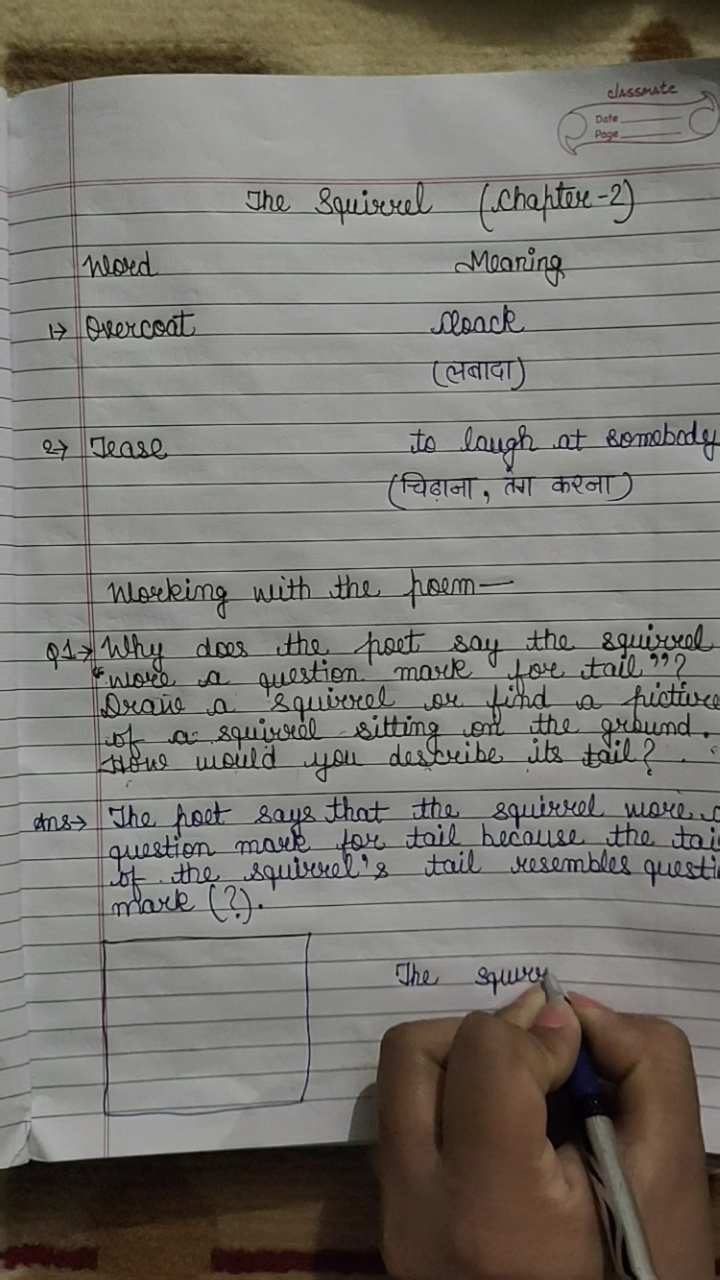 classmate
Date
Page
The Squirrel (Chapter-2)
Word Meaning
1→ Overcoat Cloack
(लबादा)
2→ Tease to laugh at somebody
(चिढ़ाना, तंग करना)
Working with the poem—
Q1→ Why does the poet say the squirrel
“wore a question mark for tail”?
Draw a squirrel or find a picture
of a squirrel sitting on the ground.
How would you describe its tail?
Ans→ The poet says that the squirrel wore
question mark for tail because the
of the squirrel's tail resembles
mark (?).
The squirr